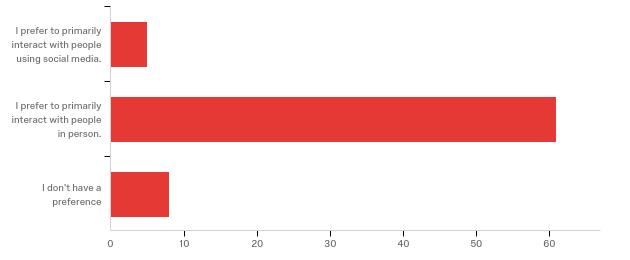 I prefer to primarily
interact with people
using social media.
I prefer to primarily
interact with people
in person.
I don't have a
preference
0 10 20 30 40 50 60